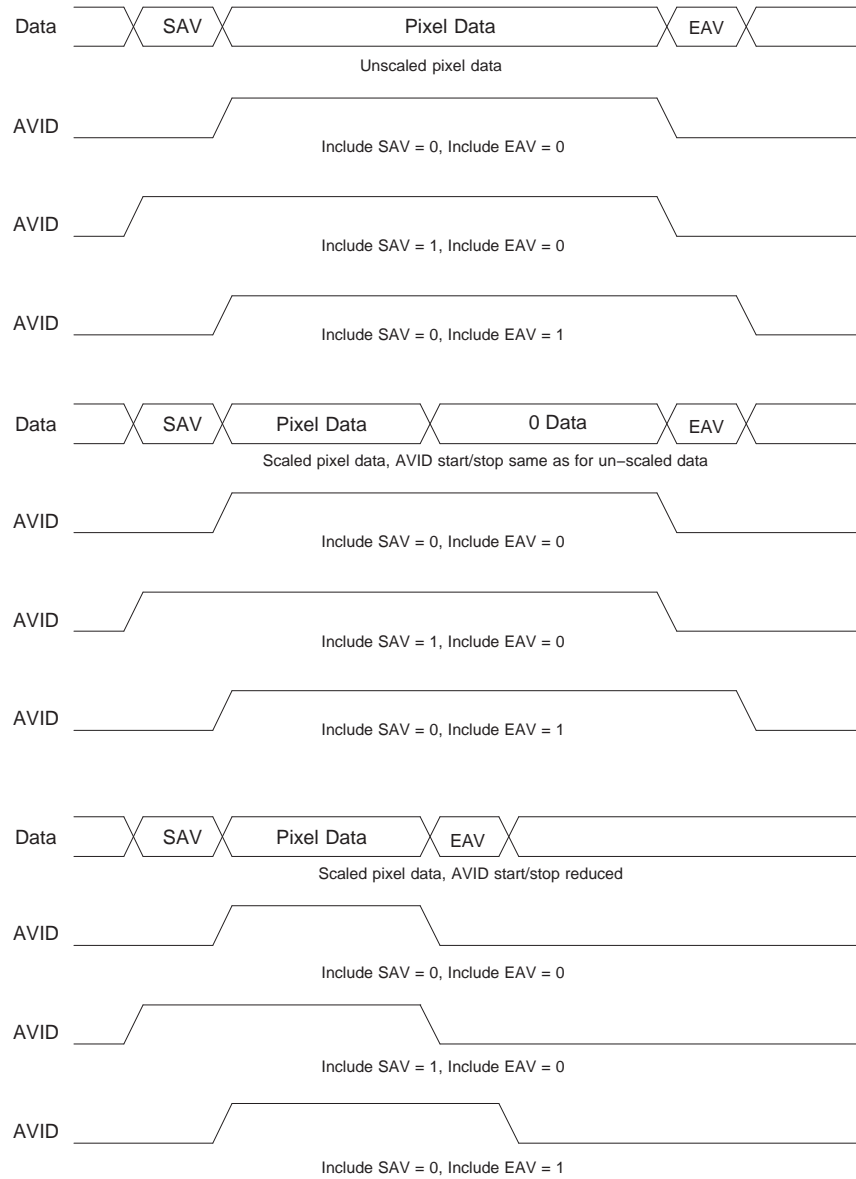 Data SAV Pixel Data EAV
Unscaled pixel data
AVID
Include SAV = 0, Include EAV = 0
AVID
Include SAV = 1, Include EAV = 0
AVID
Include SAV = 0, Include EAV = 1
Data SAV Pixel Data 0 Data EAV
Scaled pixel data, AVID start/stop same as for un−scaled data
AVID
Include SAV = 0, Include EAV = 0
AVID
Include SAV = 1, Include EAV = 0
AVID
Include SAV = 0, Include EAV = 1
Data SAV Pixel Data EAV
Scaled pixel data, AVID start/stop reduced
AVID
Include SAV = 0, Include EAV = 0
AVID
Include SAV = 1, Include EAV = 0
AVID
Include SAV = 0, Include EAV = 1